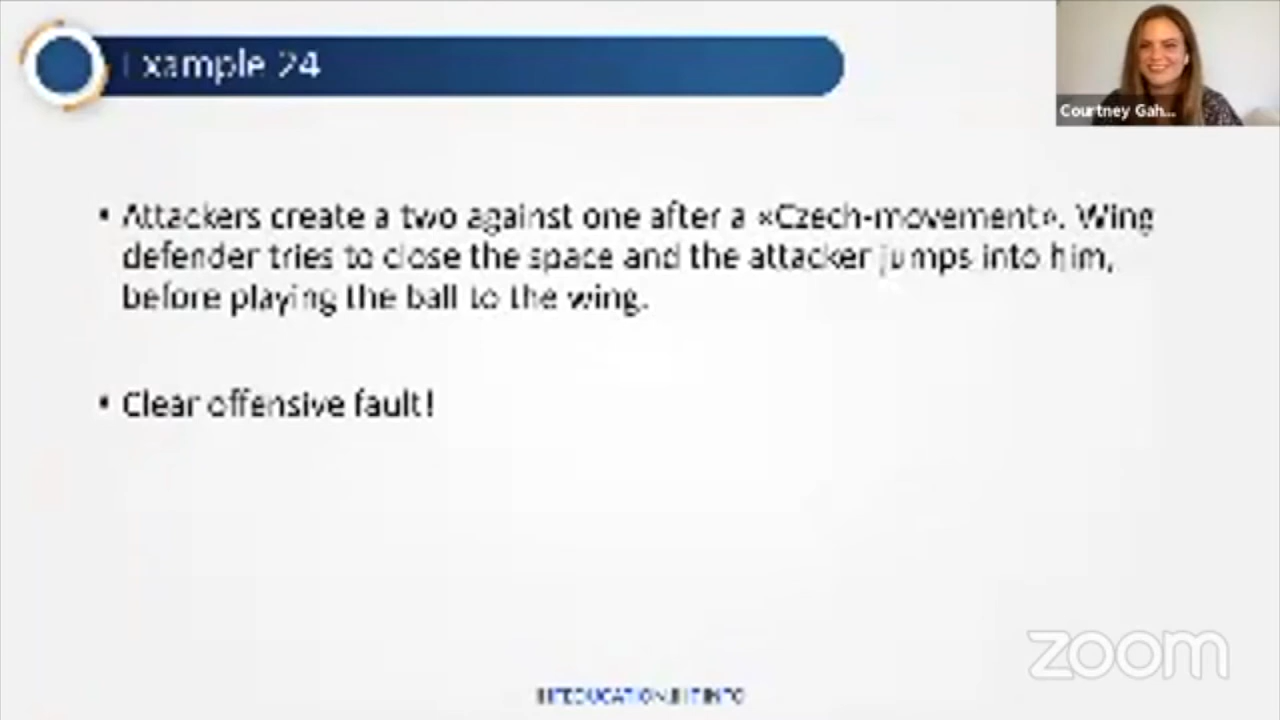 Example 24
Courtney Gah...
• Attackers create a two against one after a «Czech-movement». Wing
defender tries to close the space and the attacker jumps into him,
before playing the ball to the wing.
• Clear offensive fault!
zoom